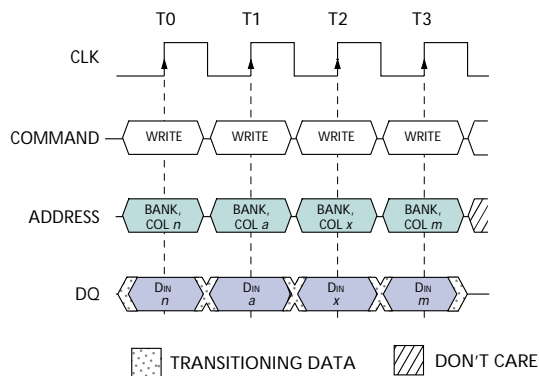 T0 T1 T2 T3
CLK
COMMAND WRITE WRITE WRITE WRITE
ADDRESS BANK, COL n BANK, COL a BANK, COL x BANK, COL m
DQ DIN n DIN a DIN x DIN m
TRANSITIONING DATA DON'T CARE